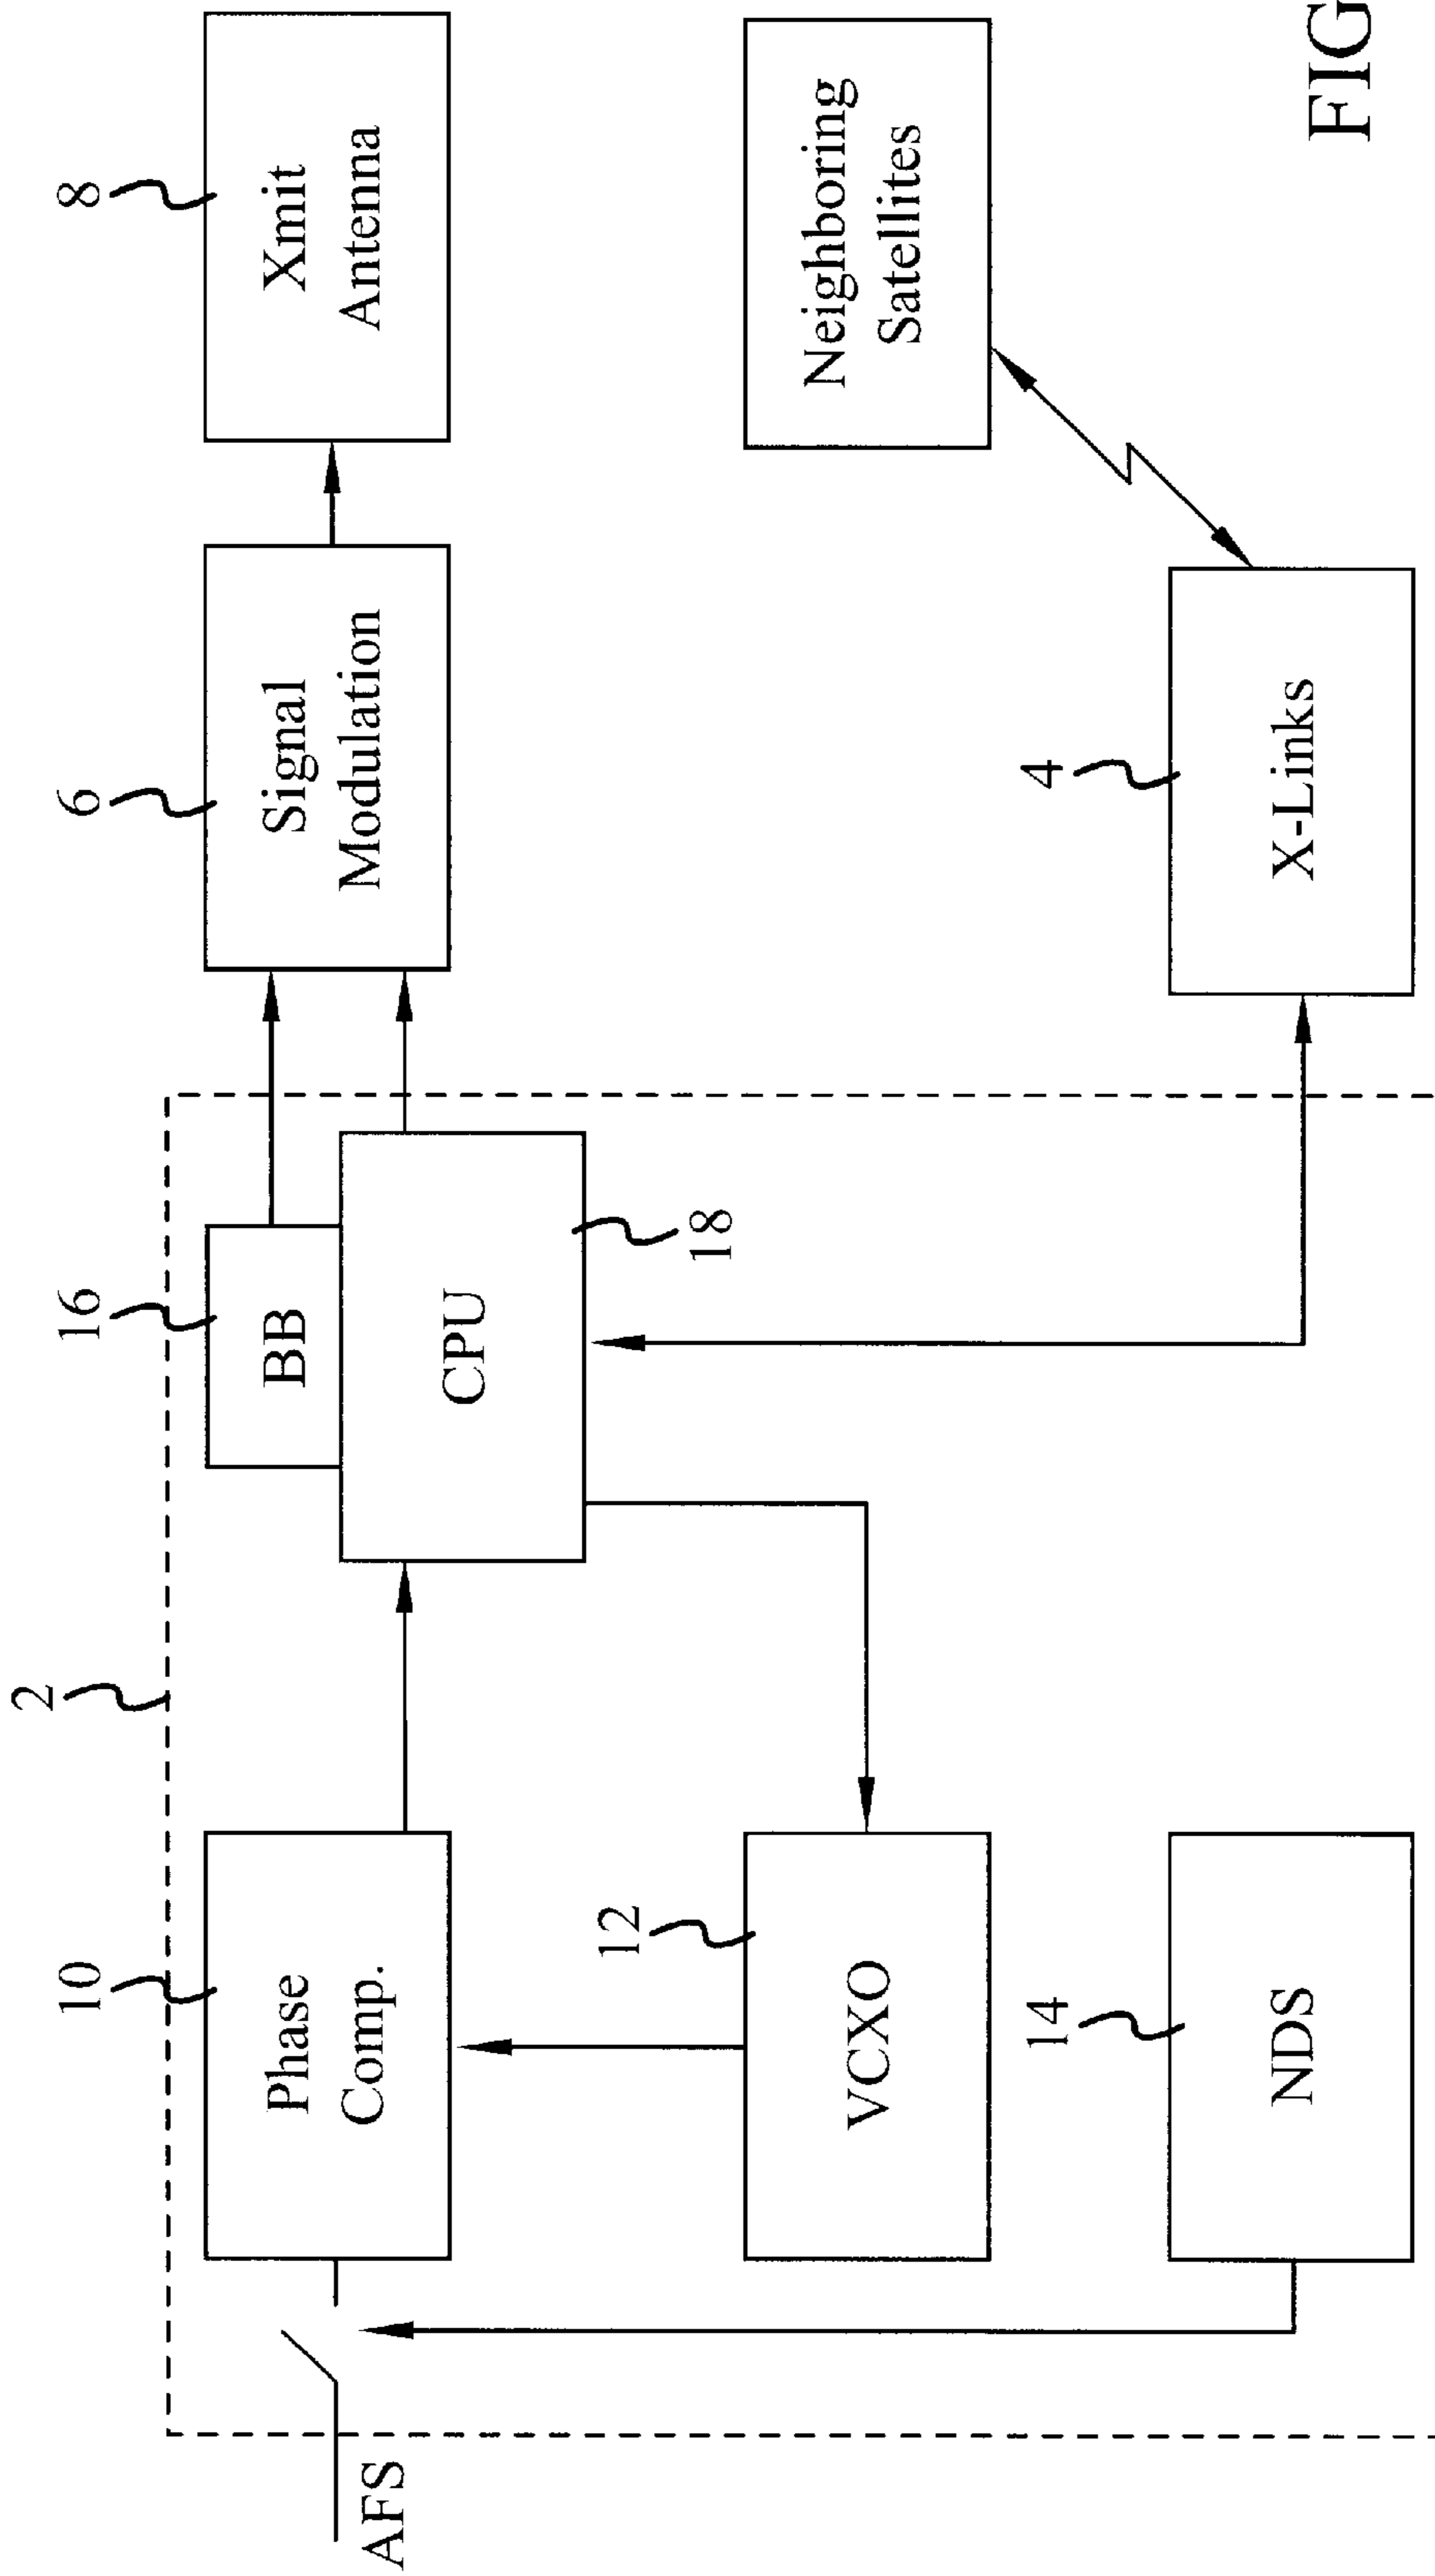 2
10
16
6
8
Phase
Comp.
BB
Signal
Modulation
Xmit
Antenna
AFS
CPU
18
12
VCXO
Neighboring
Satellites
14
NDS
4
X-Links
FIG